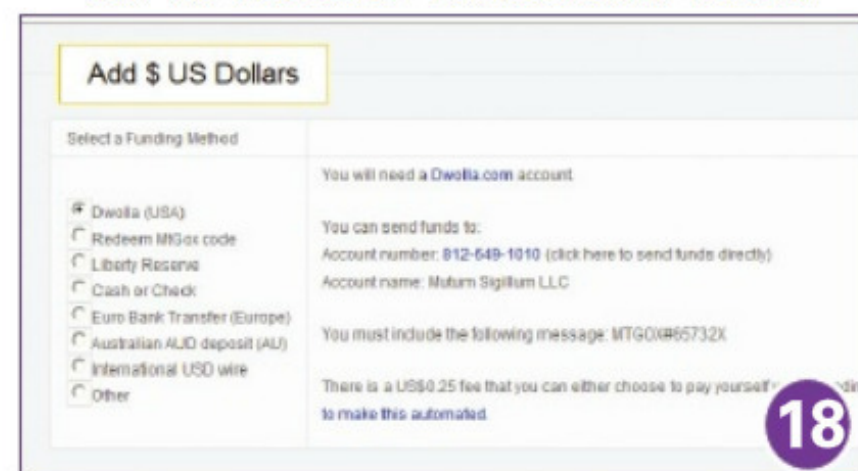 Add $ US Dollars
Select a Funding Method
You will need a Dwolla.com account
Dwolla (USA)
Redeem MtGox code
Liberty Reserve
Cash or Check
Euro Bank Transfer (Europe)
Australian AUD deposit (AU)
International USD wire
Other
You can send funds to:
Account number: 812-649-1010 (click here to send funds directly)
Account name: Mutum Sigillum LLC
You must include the following message: MTGOX#65732X
There is a US$0.25 fee that you can either choose to pay yourself
to make this automated.
18